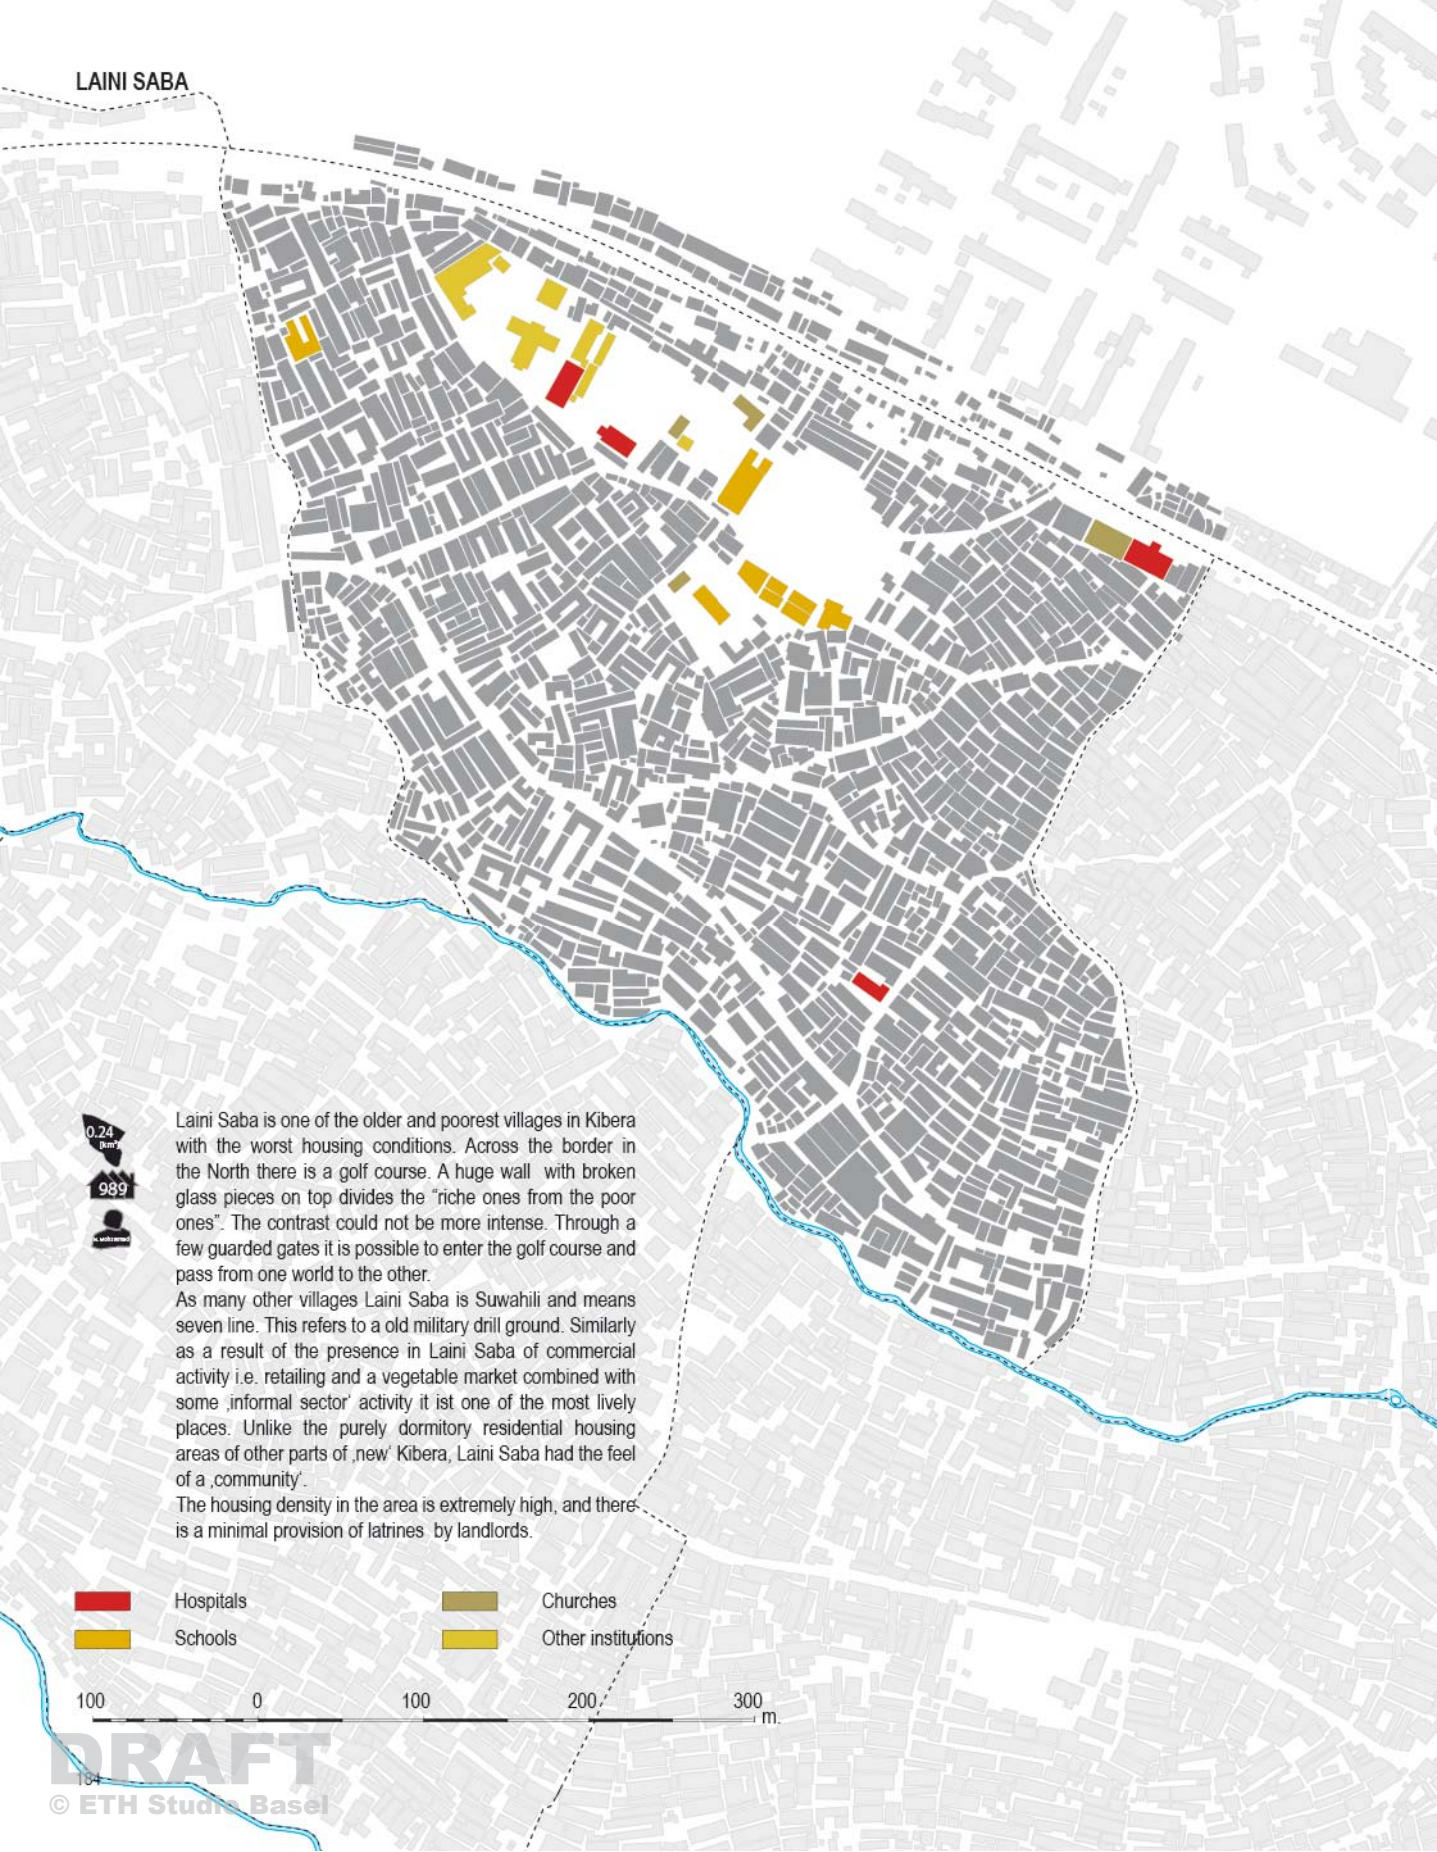 LAINI SABA
0.24
[km²]
989
N. Mohammed
Laini Saba is one of the older and poorest villages in Kibera
with the worst housing conditions. Across the border in
the North there is a golf course. A huge wall with broken
glass pieces on top divides the “riche ones from the poor
ones”. The contrast could not be more intense. Through a
few guarded gates it is possible to enter the golf course and
pass from one world to the other.
As many other villages Laini Saba is Suwahili and means
seven line. This refers to a old military drill ground. Similarly
as a result of the presence in Laini Saba of commercial
activity i.e. retailing and a vegetable market combined with
some ‚informal sector‘ activity it ist one of the most lively
places. Unlike the purely dormitory residential housing
areas of other parts of ‚new‘ Kibera, Laini Saba had the feel
of a ‚community‘.
The housing density in the area is extremely high, and there
is a minimal provision of latrines by landlords.
Hospitals
Churches
Schools
Other institutions
100 0 100 200 300
m.
DRAFT
184
© ETH Studio Basel